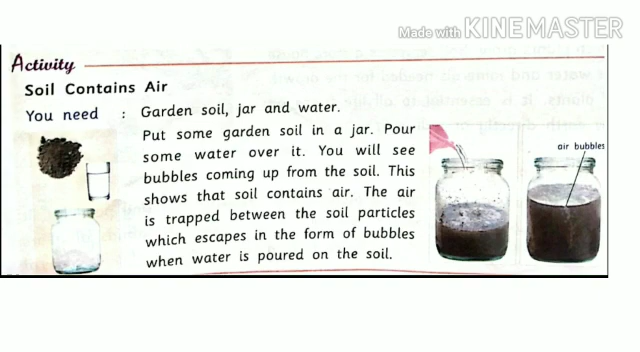 Made with KINEMASTER
Activity
Soil Contains Air
You need : Garden soil, jar and water.
Put some garden soil in a jar. Pour
some water over it. You will see
bubbles coming up from the soil. This
shows that soil contains air. The air
is trapped between the soil particles
which escapes in the form of bubbles
when water is poured on the soil.
air bubbles